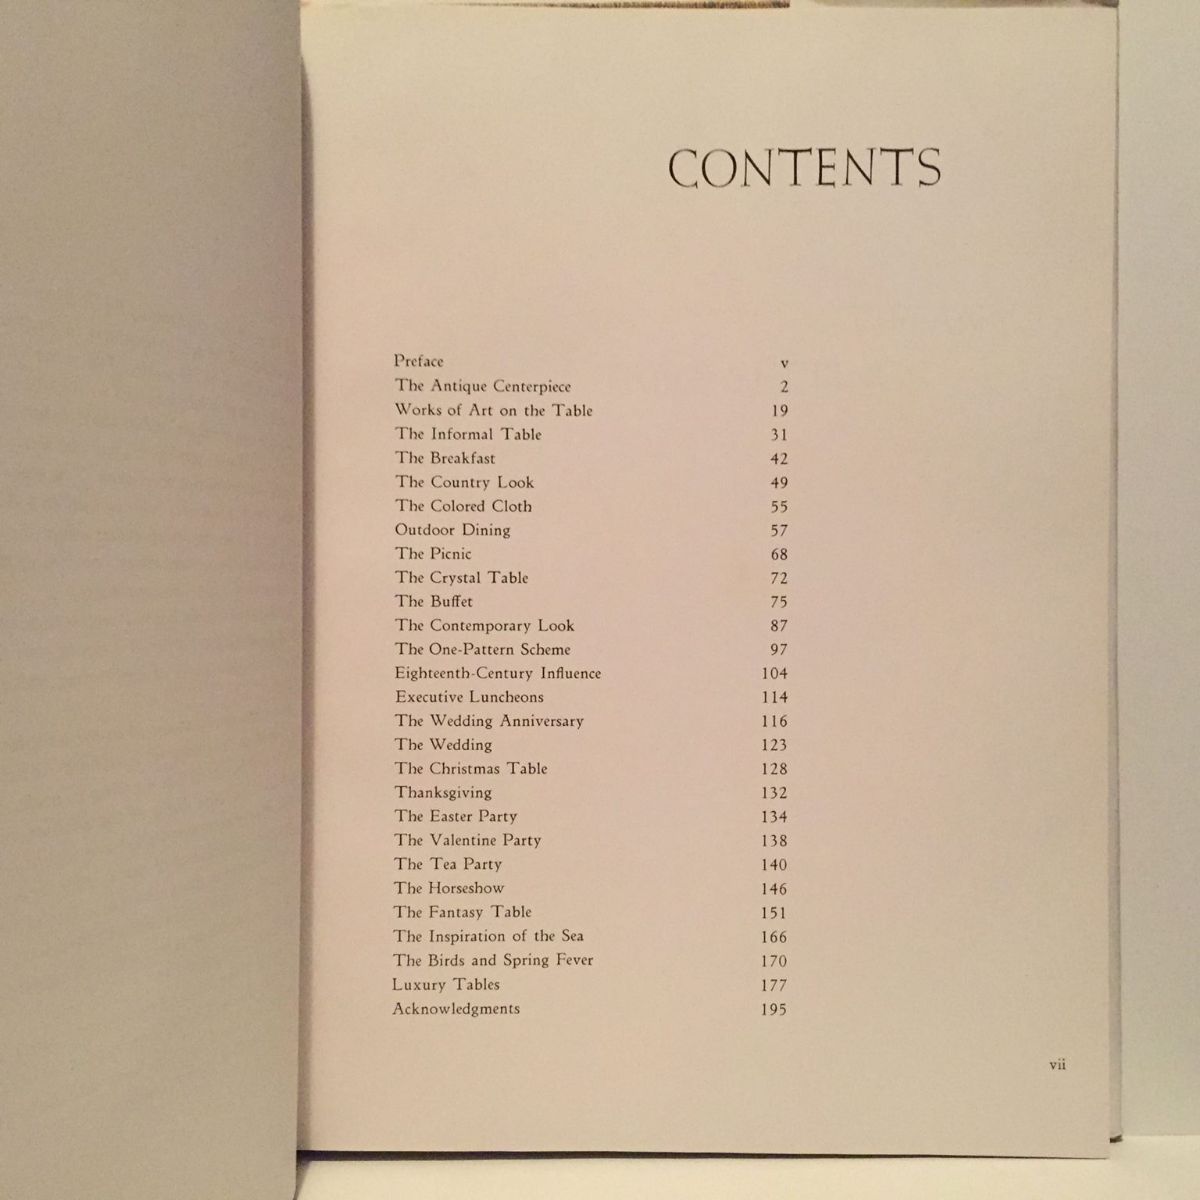 CONTENTS
Preface v
The Antique Centerpiece 2
Works of Art on the Table 19
The Informal Table 31
The Breakfast 42
The Country Look 49
The Colored Cloth 55
Outdoor Dining 57
The Picnic 68
The Crystal Table 72
The Buffet 75
The Contemporary Look 87
The One-Pattern Scheme 97
Eighteenth-Century Influence 104
Executive Luncheons 114
The Wedding Anniversary 116
The Wedding 123
The Christmas Table 128
Thanksgiving 132
The Easter Party 134
The Valentine Party 138
The Tea Party 140
The Horseshow 146
The Fantasy Table 151
The Inspiration of the Sea 166
The Birds and Spring Fever 170
Luxury Tables 177
Acknowledgments 195
vii